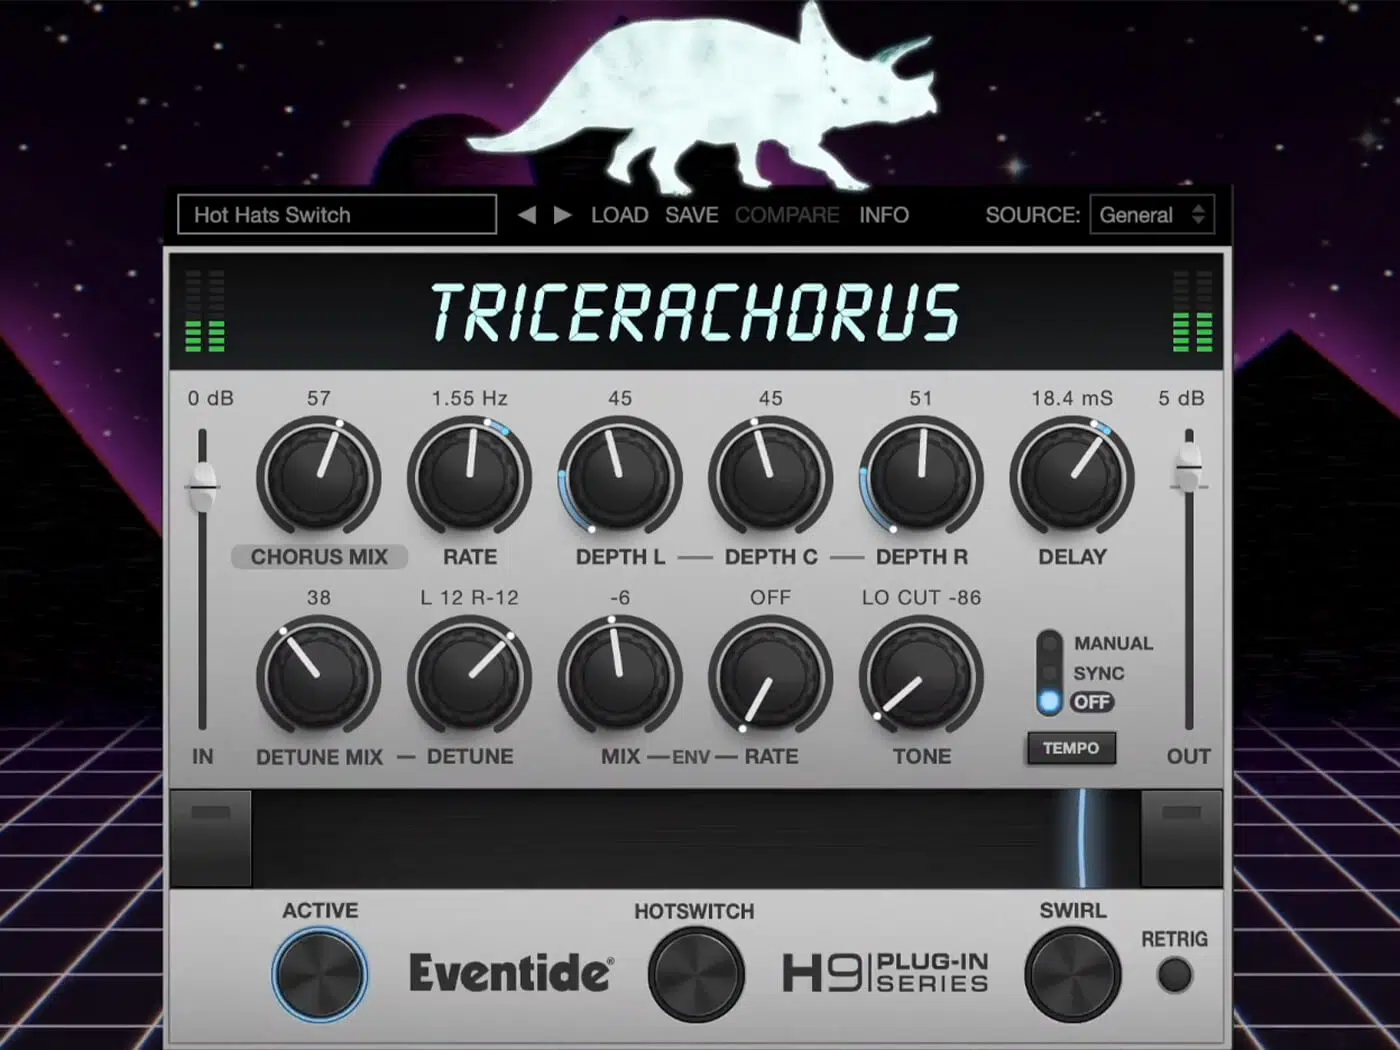 Hot Hats Switch LOAD SAVE COMPARE INFO SOURCE: General
TRICERACHORUS
0 dB 57 1.55 Hz 45 45 51 18.4 mS 5 dB
CHORUS MIX RATE DEPTH L DEPTH C DEPTH R DELAY
38 L 12 R-12 -6 OFF LO CUT -86
MANUAL
SYNC
OFF
TEMPO
IN DETUNE MIX DETUNE MIX ENV RATE TONE OUT
ACTIVE HOTSWITCH SWIRL
RETRIG
Eventide® H9 PLUG-IN
SERIES